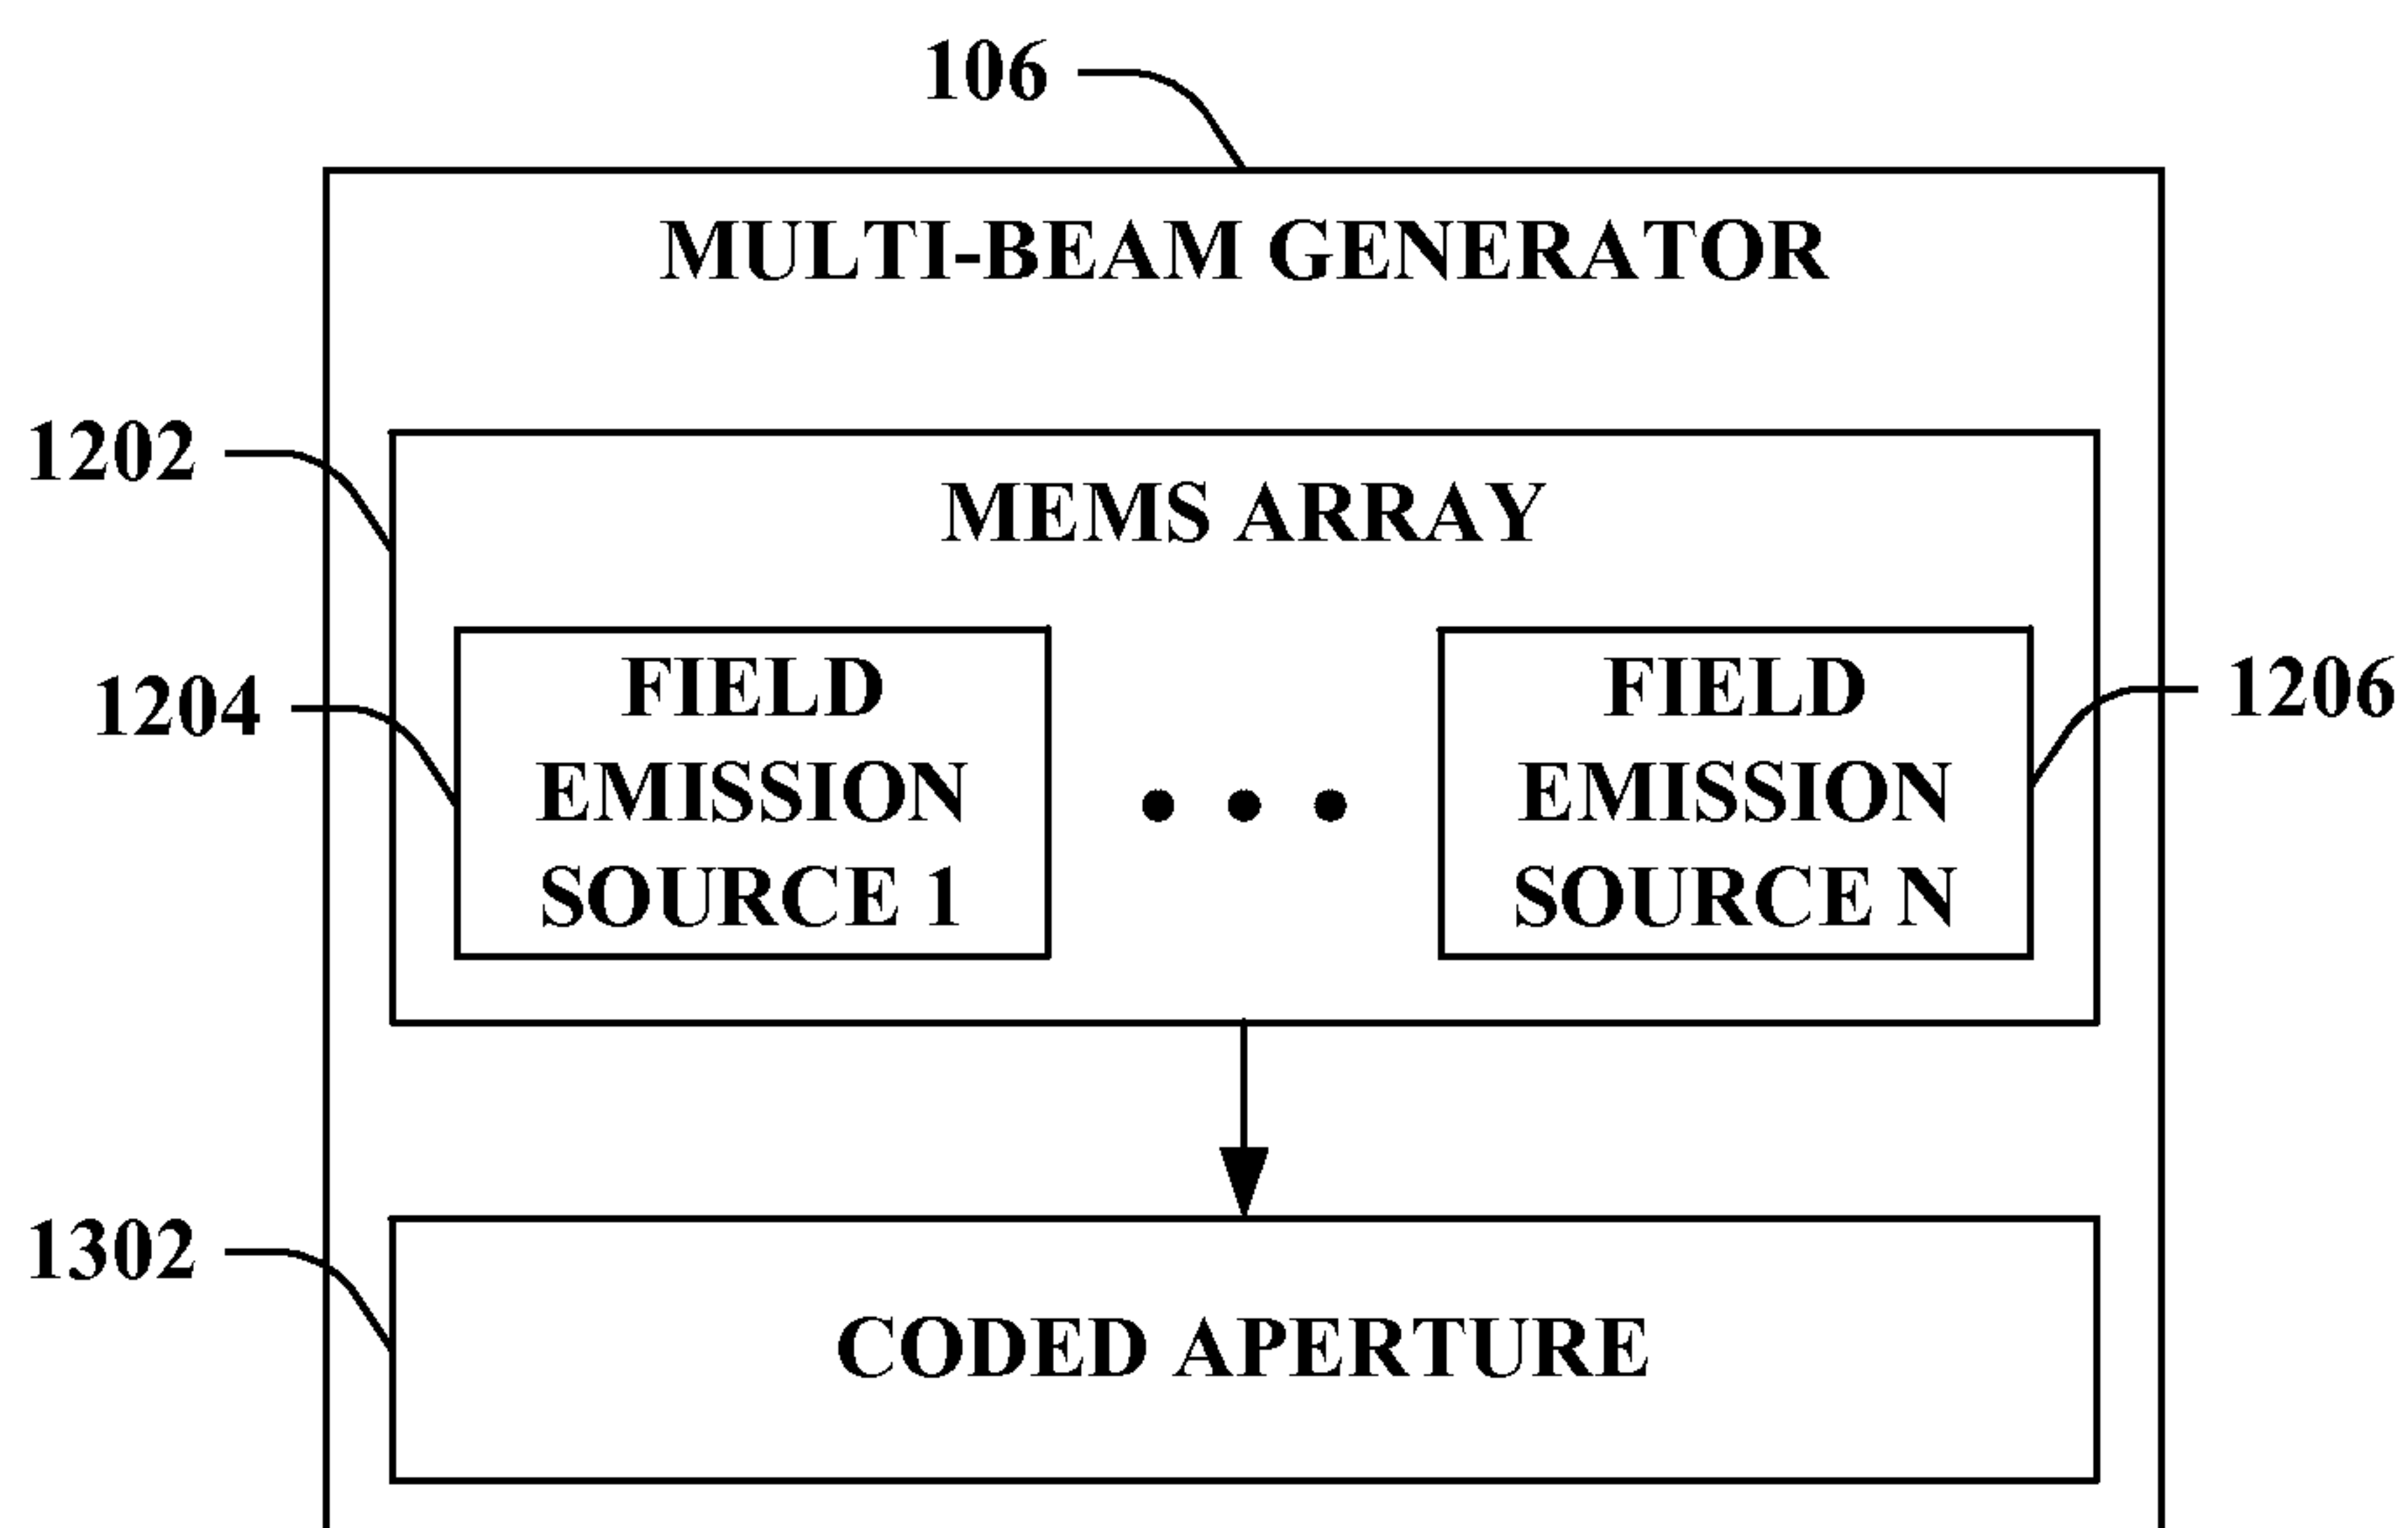 106
MULTI-BEAM GENERATOR
1202
MEMS ARRAY
1204
FIELD
EMISSION
SOURCE 1
FIELD
EMISSION
SOURCE N
1206
1302
CODED APERTURE